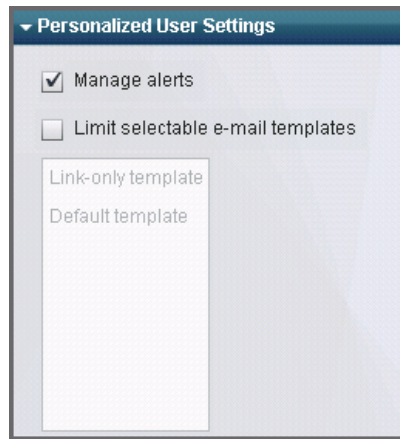 Personalized User Settings
Manage alerts
Limit selectable e-mail templates
Link-only template
Default template